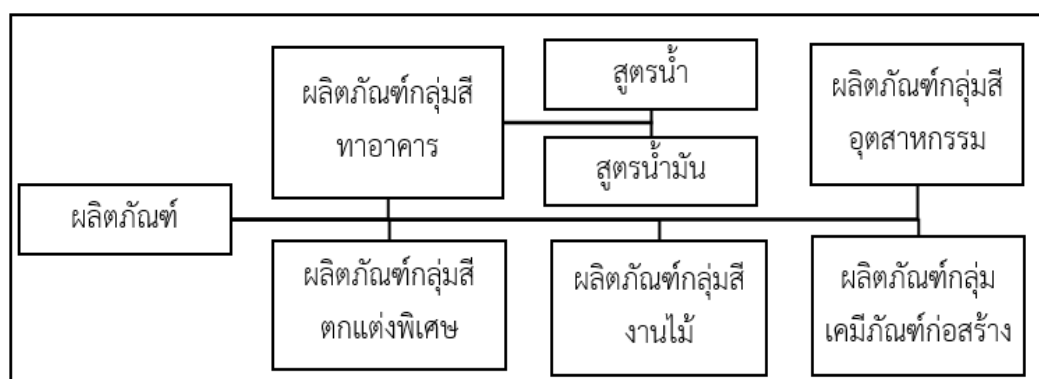 ผลิตภัณฑ์กลุ่มสี
ทาอาคาร
สูตรน้ำ
สูตรน้ำมัน
ผลิตภัณฑ์กลุ่มสี
อุตสาหกรรม
ผลิตภัณฑ์
ผลิตภัณฑ์กลุ่มสี
ตกแต่งพิเศษ
ผลิตภัณฑ์กลุ่มสี
งานไม้
ผลิตภัณฑ์กลุ่ม
เคมีภัณฑ์ก่อสร้าง